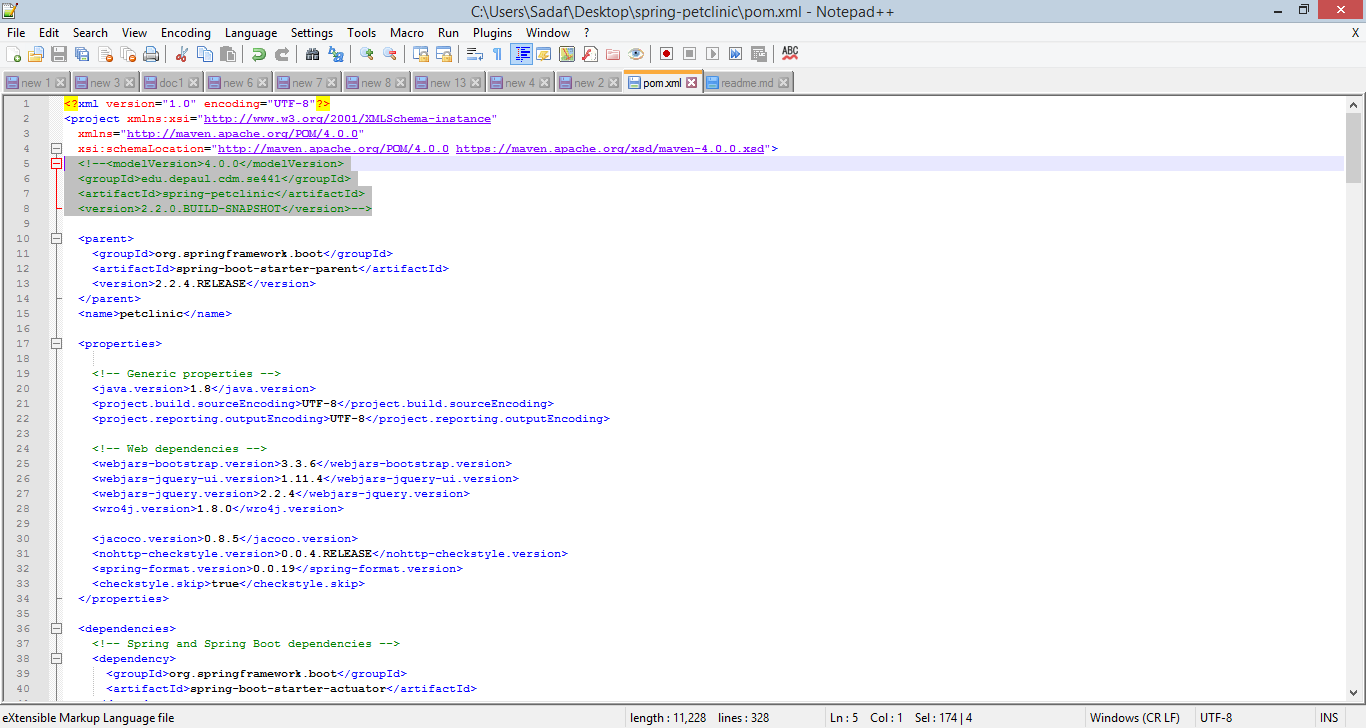 C:\Users\Sadaf\Desktop\spring-petclinic\pom.xml - Notepad++
File Edit Search View Encoding Language Settings Tools Macro Run Plugins Window ? X
ABC
new 1 new 3 doc1 new 6 new 7 new 8 new 13 new 4 new 2 pom.xml readme.md
1 <?xml version="1.0" encoding="UTF-8"?>
2 <project xmlns:xsi="http://www.w3.org/2001/XMLSchema-instance"
3 xmlns="http://maven.apache.org/POM/4.0.0"
4 xsi:schemaLocation="http://maven.apache.org/POM/4.0.0 https://maven.apache.org/xsd/maven-4.0.0.xsd">
5 <!--<modelVersion>4.0.0</modelVersion>
6 <groupId>edu.depaul.cdm.se441</groupId>
7 <artifactId>spring-petclinic</artifactId>
8 <version>2.2.0.BUILD-SNAPSHOT</version>-->
9
10 <parent>
11 <groupId>org.springframework.boot</groupId>
12 <artifactId>spring-boot-starter-parent</artifactId>
13 <version>2.2.4.RELEASE</version>
14 </parent>
15 <name>petclinic</name>
16
17 <properties>
18
19 <!-- Generic properties -->
20 <java.version>1.8</java.version>
21 <project.build.sourceEncoding>UTF-8</project.build.sourceEncoding>
22 <project.reporting.outputEncoding>UTF-8</project.reporting.outputEncoding>
23
24 <!-- Web dependencies -->
25 <webjars-bootstrap.version>3.3.6</webjars-bootstrap.version>
26 <webjars-jquery-ui.version>1.11.4</webjars-jquery-ui.version>
27 <webjars-jquery.version>2.2.4</webjars-jquery.version>
28 <wro4j.version>1.8.0</wro4j.version>
29
30 <jacoco.version>0.8.5</jacoco.version>
31 <nohttp-checkstyle.version>0.0.4.RELEASE</nohttp-checkstyle.version>
32 <spring-format.version>0.0.19</spring-format.version>
33 <checkstyle.skip>true</checkstyle.skip>
34 </properties>
35
36 <dependencies>
37 <!-- Spring and Spring Boot dependencies -->
38 <dependency>
39 <groupId>org.springframework.boot</groupId>
40 <artifactId>spring-boot-starter-actuator</artifactId>
eXtensible Markup Language file length : 11,228 lines : 328 Ln : 5 Col : 1 Sel : 174 | 4 Windows (CR LF) UTF-8 INS